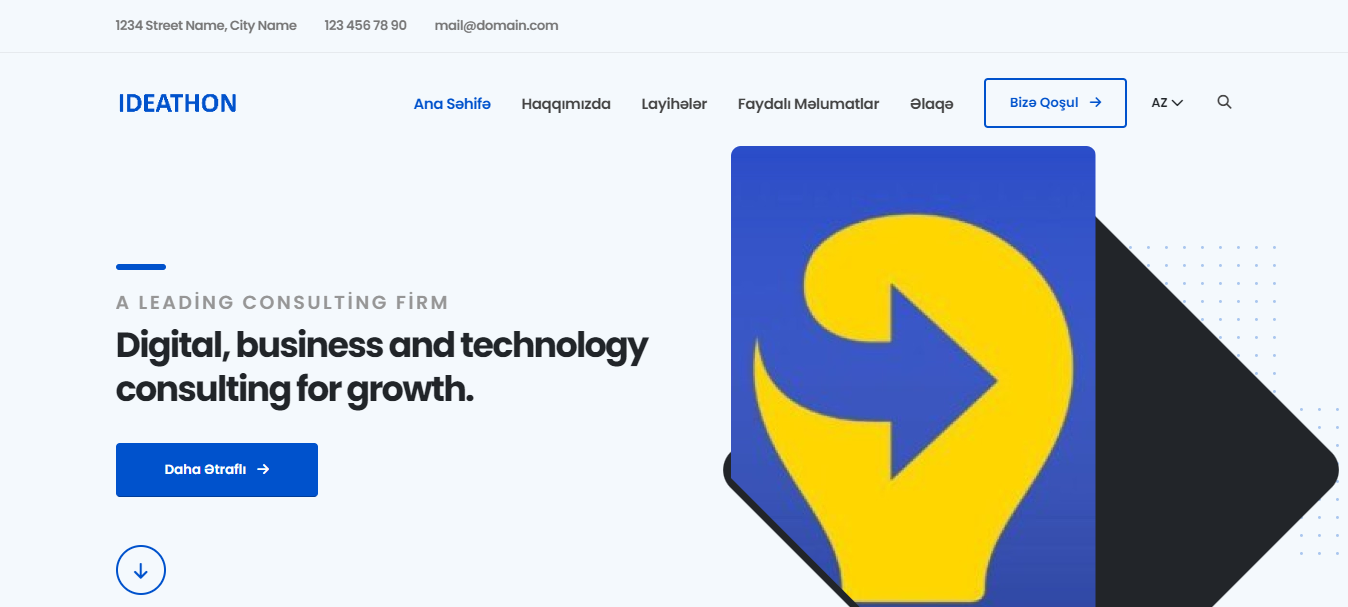 1234 Street Name, City Name 123 456 78 90 mail@domain.com
IDEATHON Ana Səhifə Haqqımızda Layihələr Faydalı Məlumatlar Əlaqə Bizə Qoşul AZ
A LEADİNG CONSULTİNG FİRM
Digital, business and technology
consulting for growth.
Daha Ətraflı